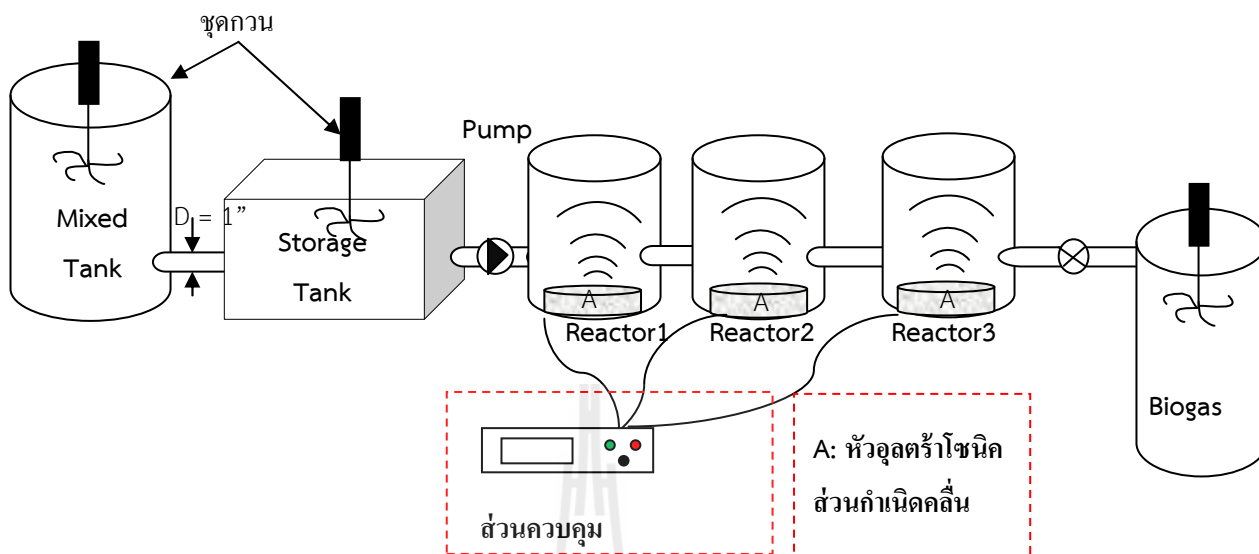 ชุดกวน
Pump
Mixed
Tank
D = 1”
Storage
Tank
A
A
A
Reactor1
Reactor2
Reactor3
Biogas
A: หัวอุลตร้าโซนิค
ส่วนกำเนิดคลื่น
ส่วนควบคุม